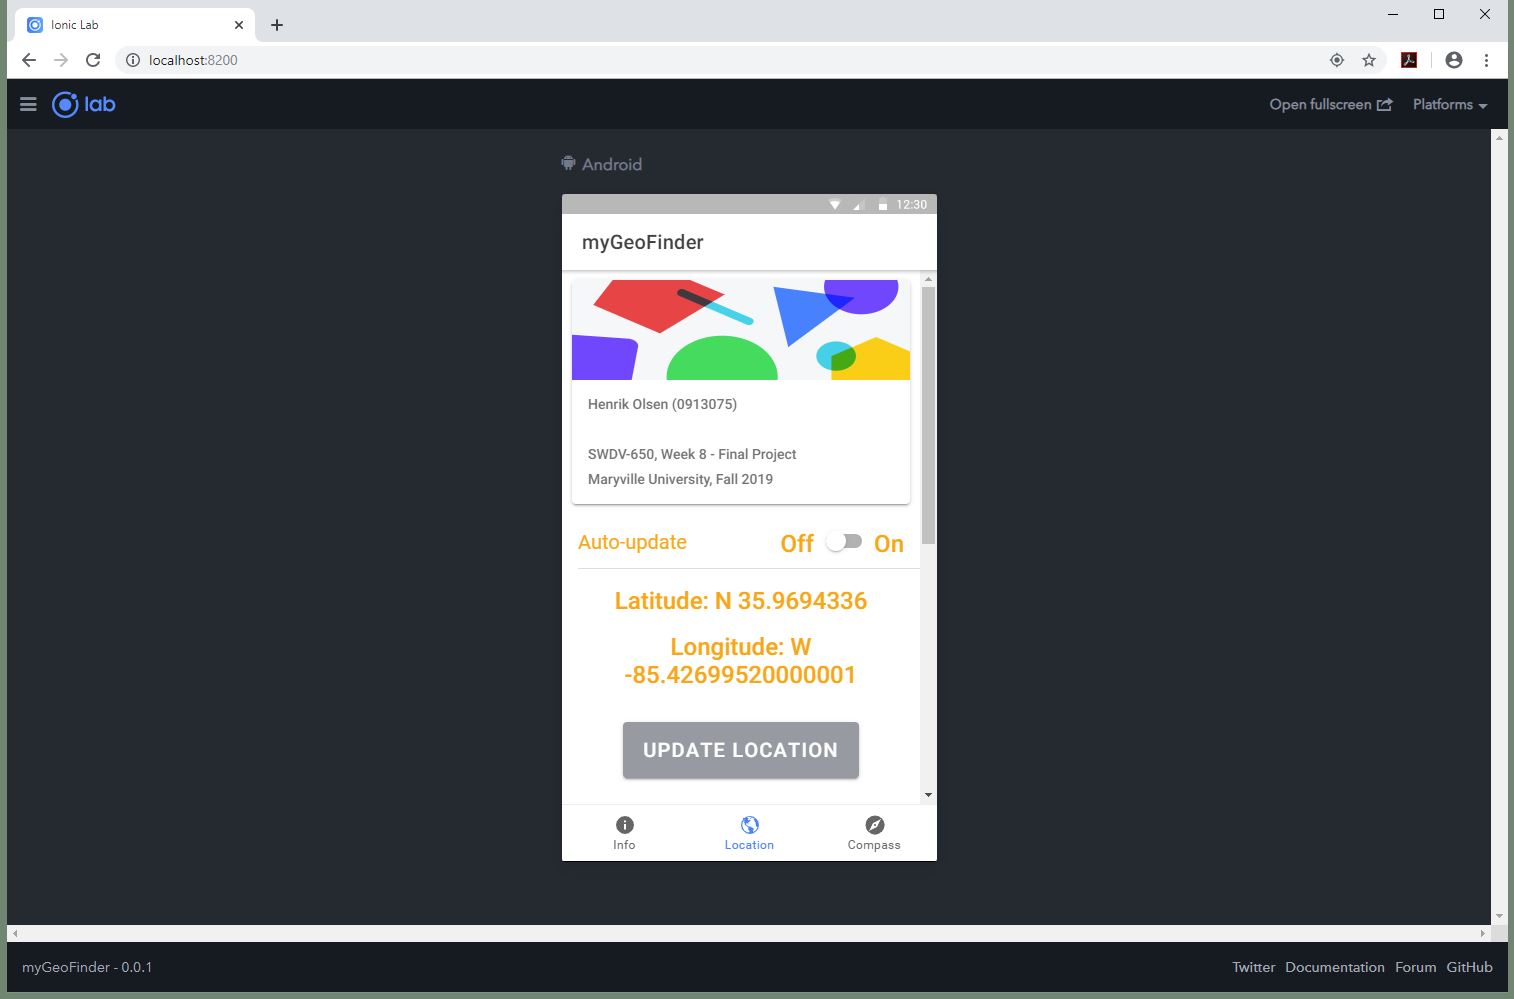 Ionic Lab
localhost:8200
lab
Open fullscreen
Platforms
Android
12:30
myGeoFinder
Henrik Olsen (0913075)
SWDV-650, Week 8 - Final Project
Maryville University, Fall 2019
Auto-update
Off
On
Latitude: N 35.9694336
Longitude: W
-85.42699520000001
UPDATE LOCATION
Info
Location
Compass
myGeoFinder - 0.0.1
Twitter
Documentation
Forum
GitHub